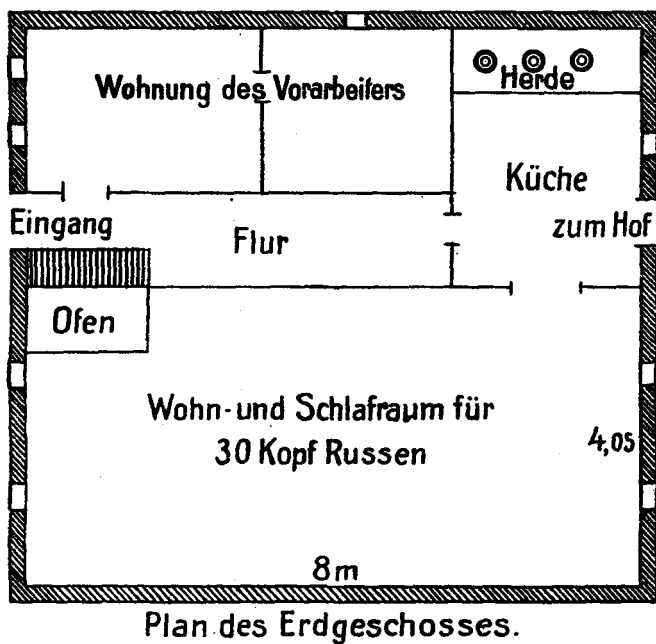 Wohnung des Vorarbeiters
Herde
Küche
Eingang
Flur
zum Hof
Ofen
Wohn- und Schlafraum für
30 Kopf Russen
4,05
8 m
Plan des Erdgeschosses.